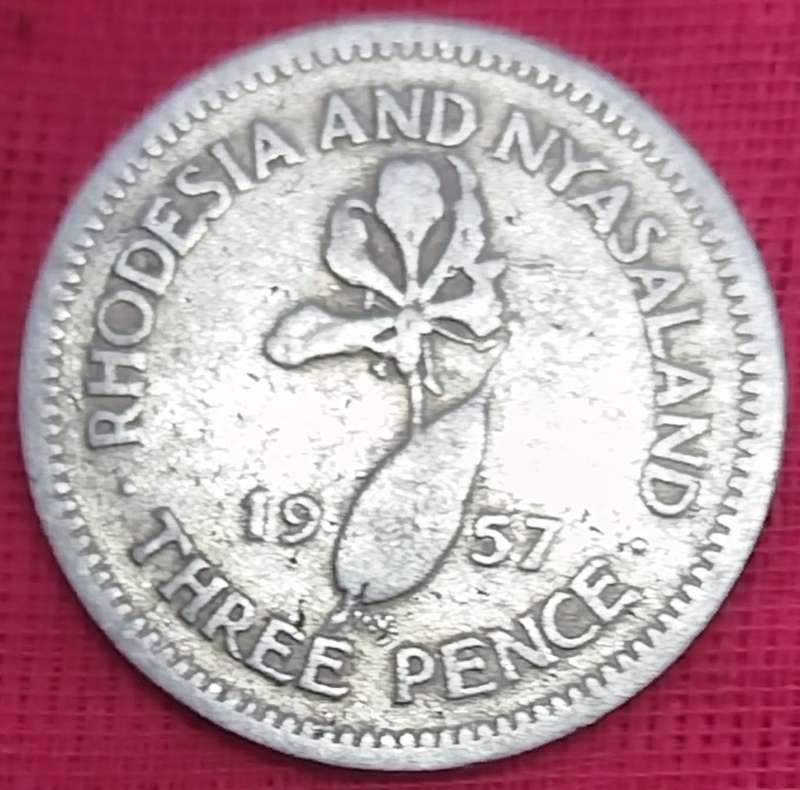 RHODESIA AND NYASALAND
19 57
THREE PENCE